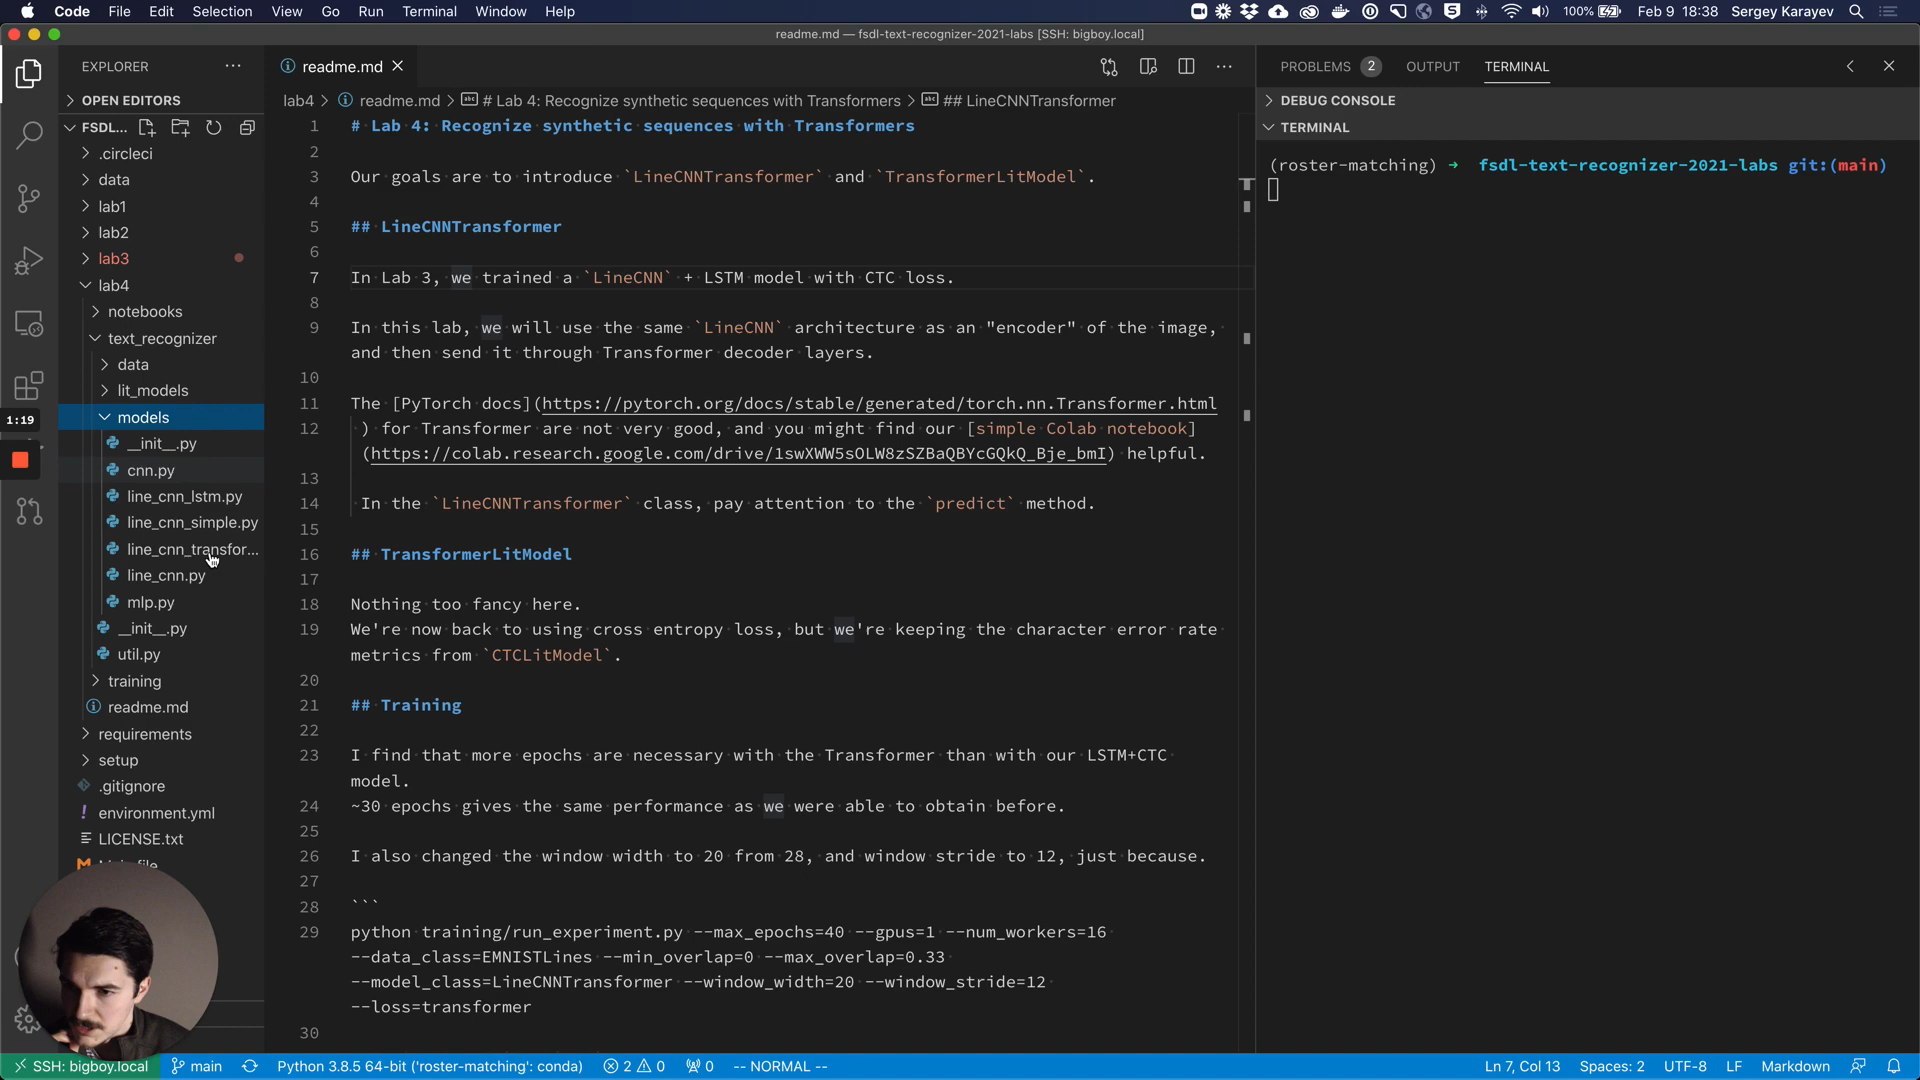 Code File Edit Selection View Go Run Terminal Window Help 100% Feb 9 18:38 Sergey Karayev
readme.md — fsdl-text-recognizer-2021-labs [SSH: bigboy.local]
EXPLORER
OPEN EDITORS
FSDL...
.circleci
data
lab1
lab2
lab3
lab4
notebooks
text_recognizer
data
lit_models
models
__init__.py
cnn.py
line_cnn_lstm.py
line_cnn_simple.py
line_cnn_transfor...
line_cnn.py
mlp.py
__init__.py
util.py
training
readme.md
requirements
setup
.gitignore
environment.yml
LICENSE.txt
1:19
readme.md
lab4 > readme.md > # Lab 4: Recognize synthetic sequences with Transformers > ## LineCNNTransformer
1 # Lab 4: Recognize synthetic sequences with Transformers
2
3 Our goals are to introduce `LineCNNTransformer` and `TransformerLitModel`.
4
5 ## LineCNNTransformer
6
7 In Lab 3, we trained a `LineCNN` + LSTM model with CTC loss.
8
9 In this lab, we will use the same `LineCNN` architecture as an "encoder" of the image,
and then send it through Transformer decoder layers.
10
11 The [PyTorch docs](https://pytorch.org/docs/stable/generated/torch.nn.Transformer.html
12 ) for Transformer are not very good, and you might find our [simple Colab notebook]
(https://colab.research.google.com/drive/1swXWW5sOLW8zSZBaQBYcGQkQ_Bje_bmI) helpful.
13
14 In the `LineCNNTransformer` class, pay attention to the `predict` method.
15
16 ## TransformerLitModel
17
18 Nothing too fancy here.
19 We're now back to using cross entropy loss, but we're keeping the character error rate
metrics from `CTCLitModel`.
20
21 ## Training
22
23 I find that more epochs are necessary with the Transformer than with our LSTM+CTC
model.
24 ~30 epochs gives the same performance as we were able to obtain before.
25
26 I also changed the window width to 20 from 28, and window stride to 12, just because.
27
28 ```
29 python training/run_experiment.py --max_epochs=40 --gpus=1 --num_workers=16
--data_class=EMNISTLines --min_overlap=0 --max_overlap=0.33
--model_class=LineCNNTransformer --window_width=20 --window_stride=12
--loss=transformer
30
PROBLEMS 2 OUTPUT TERMINAL
DEBUG CONSOLE
TERMINAL
(roster-matching) → fsdl-text-recognizer-2021-labs git:(main)
SSH: bigboy.local main Python 3.8.5 64-bit ('roster-matching': conda) 2 0 0 -- NORMAL -- Ln 7, Col 13 Spaces: 2 UTF-8 LF Markdown